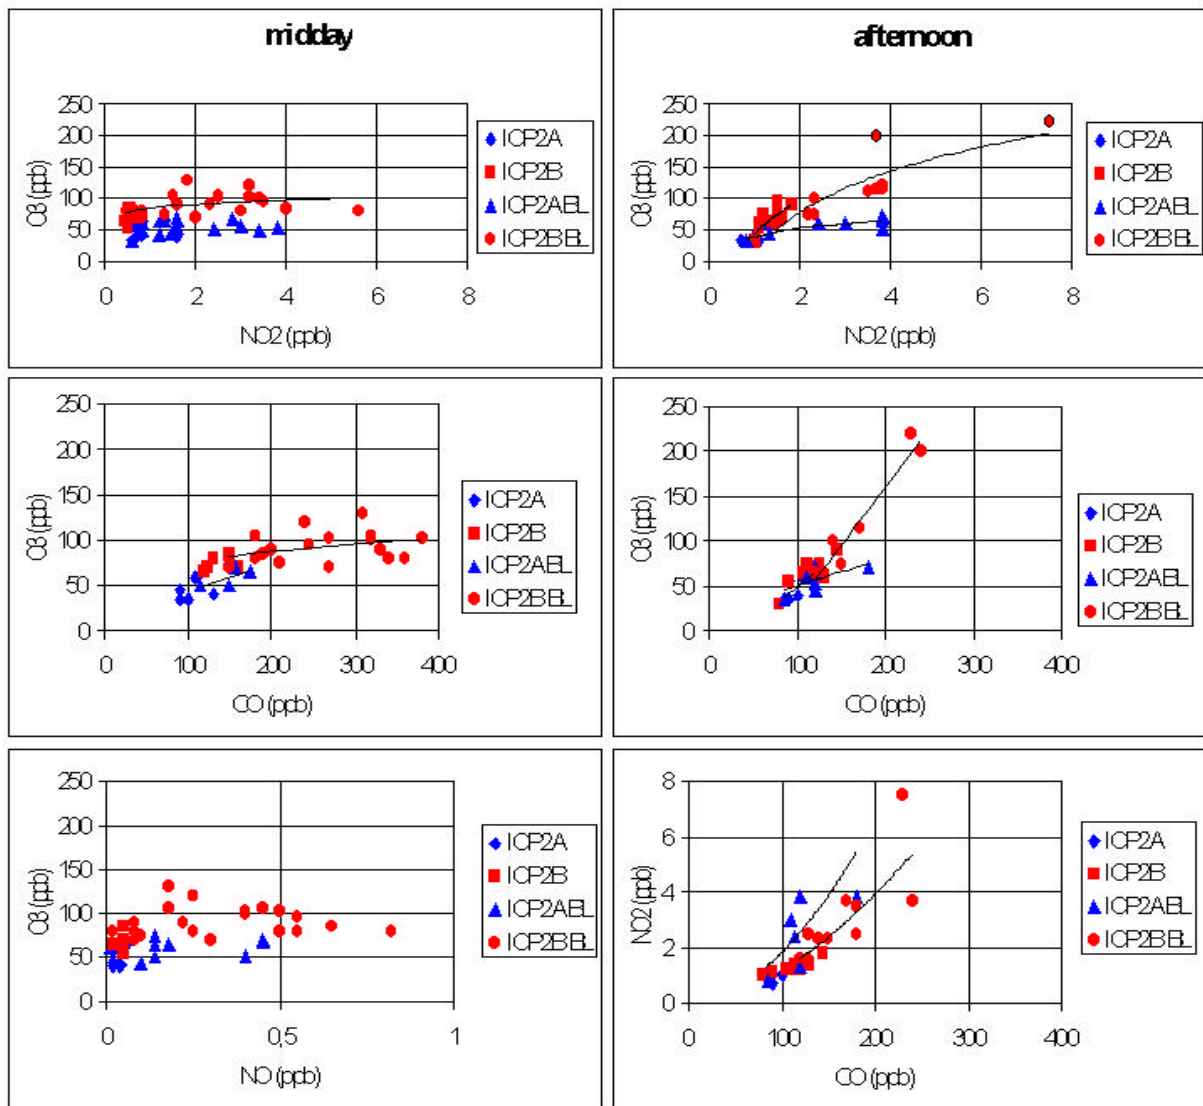 midday
250
200
150
100
50
0
O3 (ppb)
0 2 4 6 8
NO2 (ppb)
ICP2A
ICP2B
ICP2ABL
ICP2BBL
afternoon
250
200
150
100
50
0
O3 (ppb)
0 2 4 6 8
NO2 (ppb)
ICP2A
ICP2B
ICP2ABL
ICP2BBL
250
200
150
100
50
0
O3 (ppb)
0 100 200 300 400
CO (ppb)
ICP2A
ICP2B
ICP2ABL
ICP2BBL
250
200
150
100
50
0
O3 (ppb)
0 100 200 300 400
CO (ppb)
ICP2A
ICP2B
ICP2ABL
ICP2BBL
250
200
150
100
50
0
O3 (ppb)
0 0,5 1
NO (ppb)
ICP2A
ICP2B
ICP2ABL
ICP2BBL
8
6
4
2
0
NO2 (ppb)
0 100 200 300 400
CO (ppb)
ICP2A
ICP2B
ICP2ABL
ICP2BBL